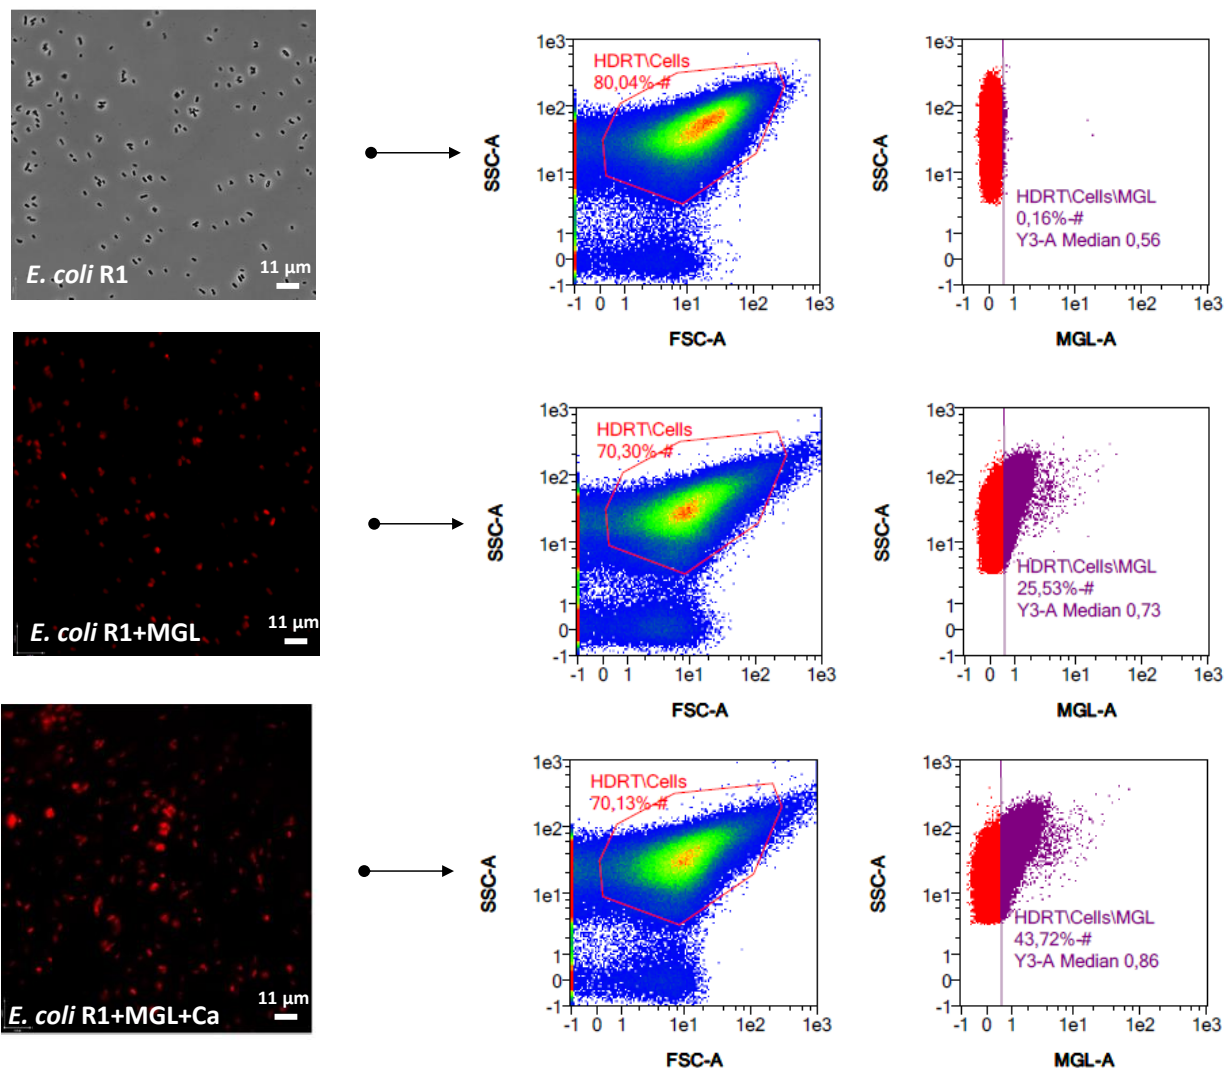 E. coli R1
11 µm
1e3
1e2
1e1
1
0
-1
SSC-A
HDRT\Cells
80,04%-#
-1 0 1 1e1 1e2 1e3
FSC-A
1e3
1e2
1e1
1
0
-1
SSC-A
HDRT\Cells\MGL
0,16%-#
Y3-A Median 0,56
-1 0 1 1e1 1e2 1e3
MGL-A
E. coli R1+MGL
11 µm
1e3
1e2
1e1
1
0
-1
SSC-A
HDRT\Cells
70,30%-#
-1 0 1 1e1 1e2 1e3
FSC-A
1e3
1e2
1e1
1
0
-1
SSC-A
HDRT\Cells\MGL
25,53%-#
Y3-A Median 0,73
-1 0 1 1e1 1e2 1e3
MGL-A
E. coli R1+MGL+Ca
11 µm
1e3
1e2
1e1
1
0
-1
SSC-A
HDRT\Cells
70,13%-#
-1 0 1 1e1 1e2 1e3
FSC-A
1e3
1e2
1e1
1
0
-1
SSC-A
HDRT\Cells\MGL
43,72%-#
Y3-A Median 0,86
-1 0 1 1e1 1e2 1e3
MGL-A